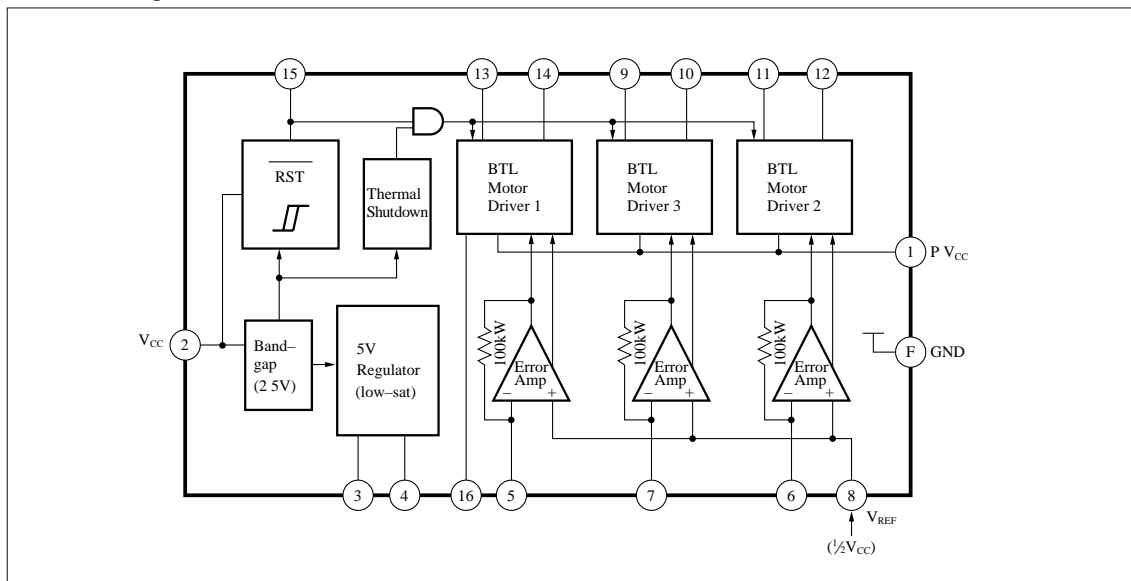 15
13
14
9
10
11
12
RST
Thermal
Shutdown
BTL
Motor
Driver 1
BTL
Motor
Driver 3
BTL
Motor
Driver 2
1
P VCC
VCC
2
Band–
gap
(2 5V)
5V
Regulator
(low–sat)
100kW
Error
Amp
– +
100kW
Error
Amp
– +
100kW
Error
Amp
– +
F
GND
3
4
16
5
7
6
8
VREF
(½VCC)